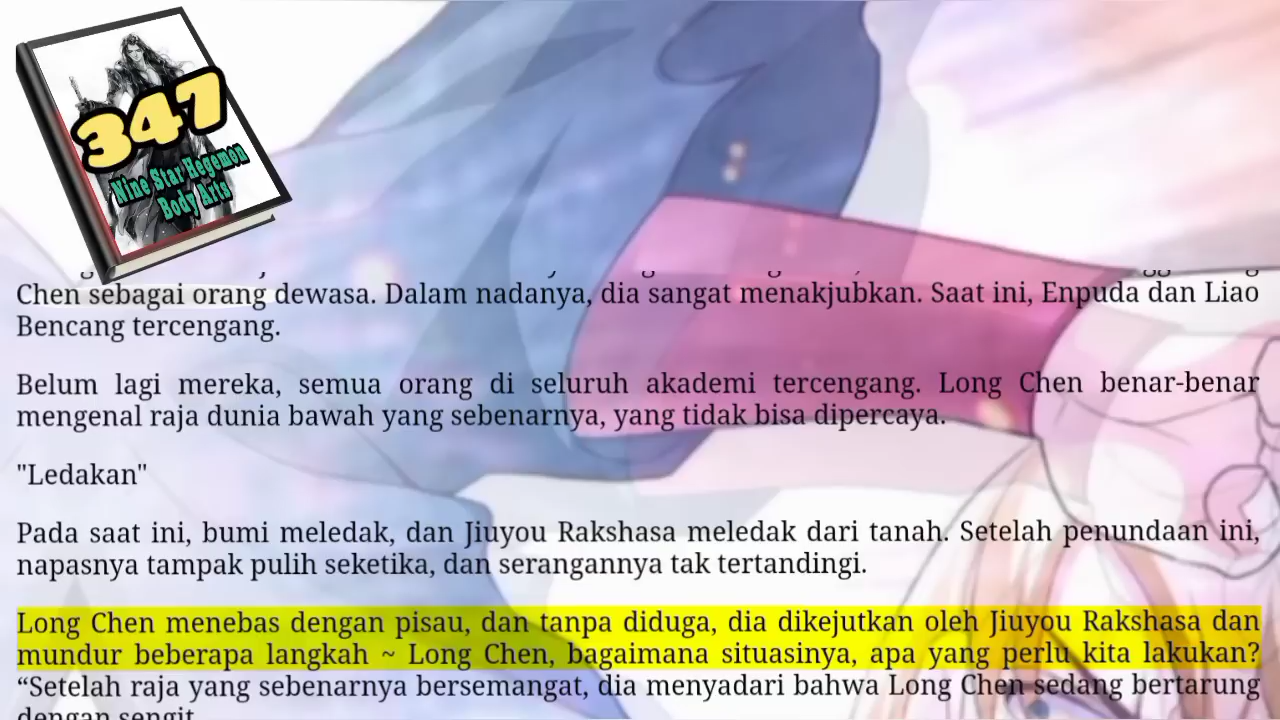 347
Nine Star Hegemon
Body Arts
Chen sebagai orang dewasa. Dalam nadanya, dia sangat menakjubkan. Saat ini, Enpuda dan Liao
Bencang tercengang.
Belum lagi mereka, semua orang di seluruh akademi tercengang. Long Chen benar-benar
mengenal raja dunia bawah yang sebenarnya, yang tidak bisa dipercaya.
"Ledakan"
Pada saat ini, bumi meledak, dan Jiuyou Rakshasa meledak dari tanah. Setelah penundaan ini,
napasnya tampak pulih seketika, dan serangannya tak tertandingi.
Long Chen menebas dengan pisau, dan tanpa diduga, dia dikejutkan oleh Jiuyou Rakshasa dan
mundur beberapa langkah ~ Long Chen, bagaimana situasinya, apa yang perlu kita lakukan?
“Setelah raja yang sebenarnya bersemangat, dia menyadari bahwa Long Chen sedang bertarung
dengan sengit